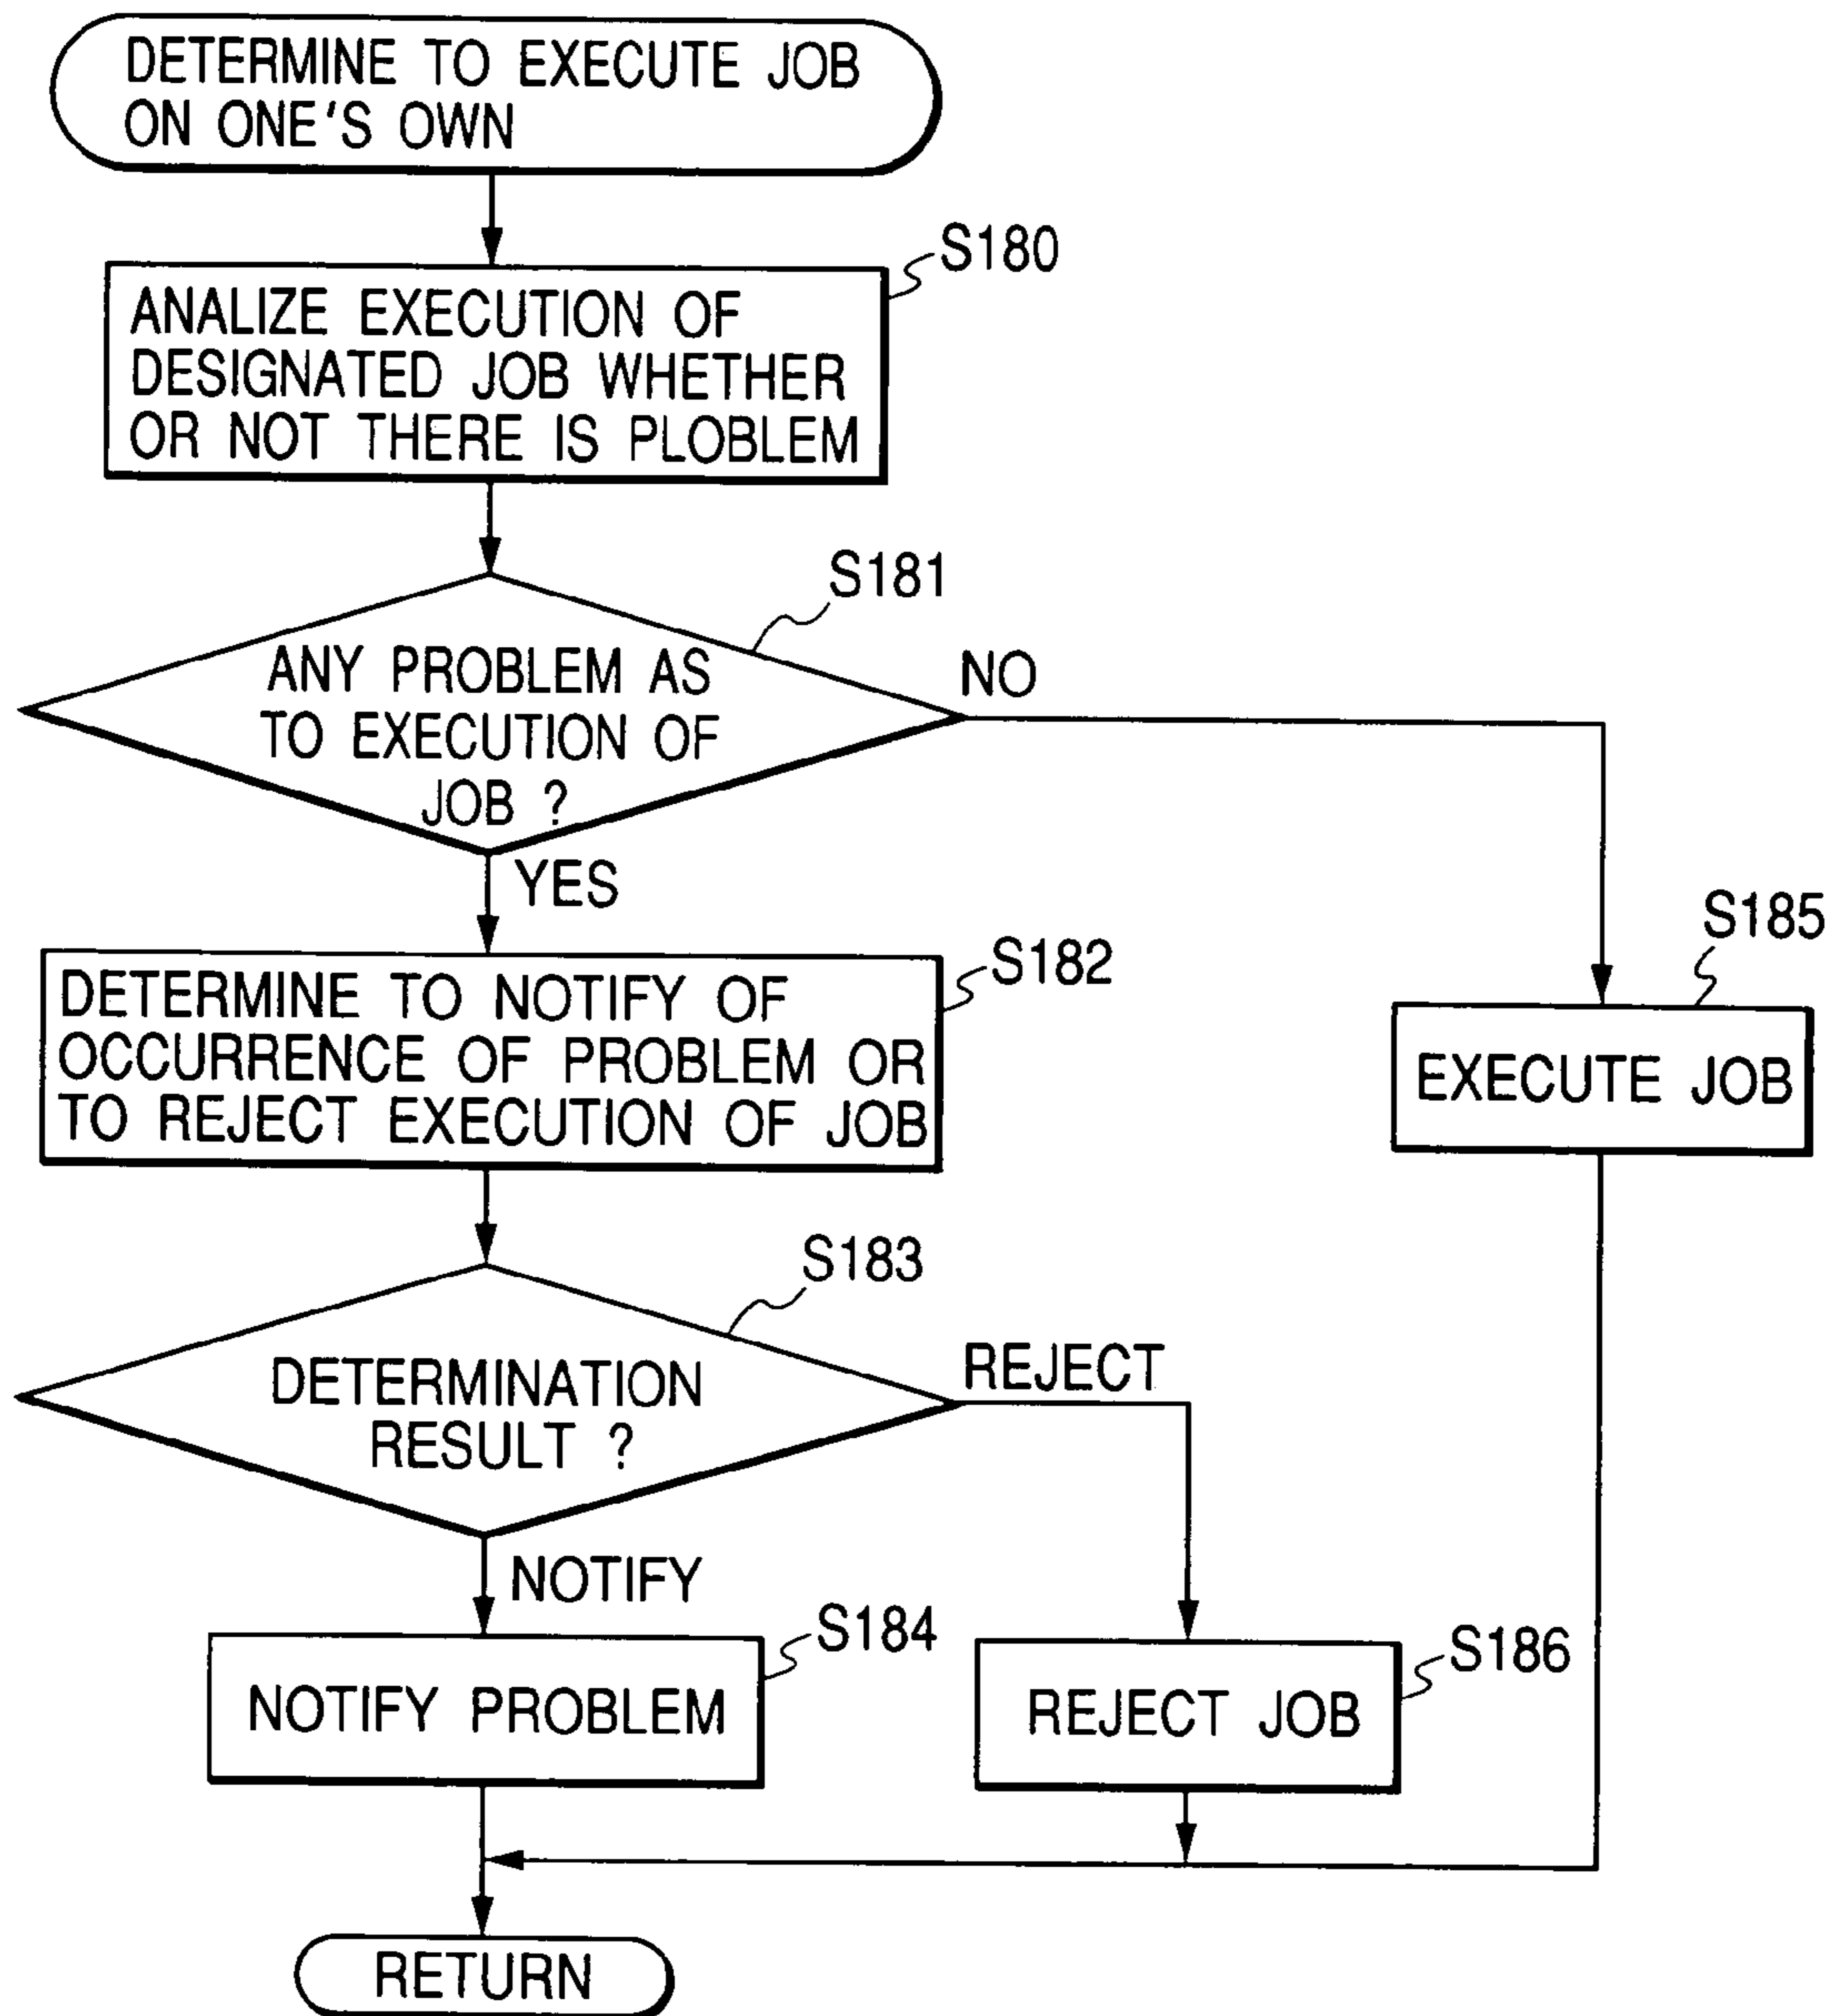 DETERMINE TO EXECUTE JOB
ON ONE'S OWN
S180
ANALIZE EXECUTION OF
DESIGNATED JOB WHETHER
OR NOT THERE IS PLOBLEM
S181
ANY PROBLEM AS
TO EXECUTION OF
JOB ?
NO
YES
S182
DETERMINE TO NOTIFY OF
OCCURRENCE OF PROBLEM OR
TO REJECT EXECUTION OF JOB
S185
EXECUTE JOB
S183
DETERMINATION
RESULT ?
REJECT
NOTIFY
S184
NOTIFY PROBLEM
S186
REJECT JOB
RETURN